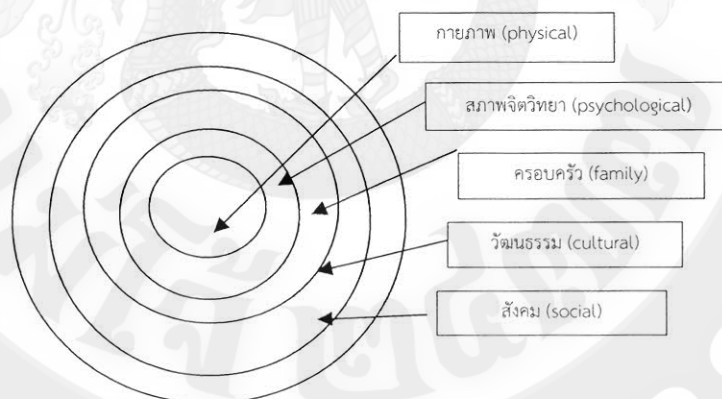 กายภาพ (physical)
สภาพจิตวิทยา (psychological)
ครอบครัว (family)
วัฒนธรรม (cultural)
สังคม (social)